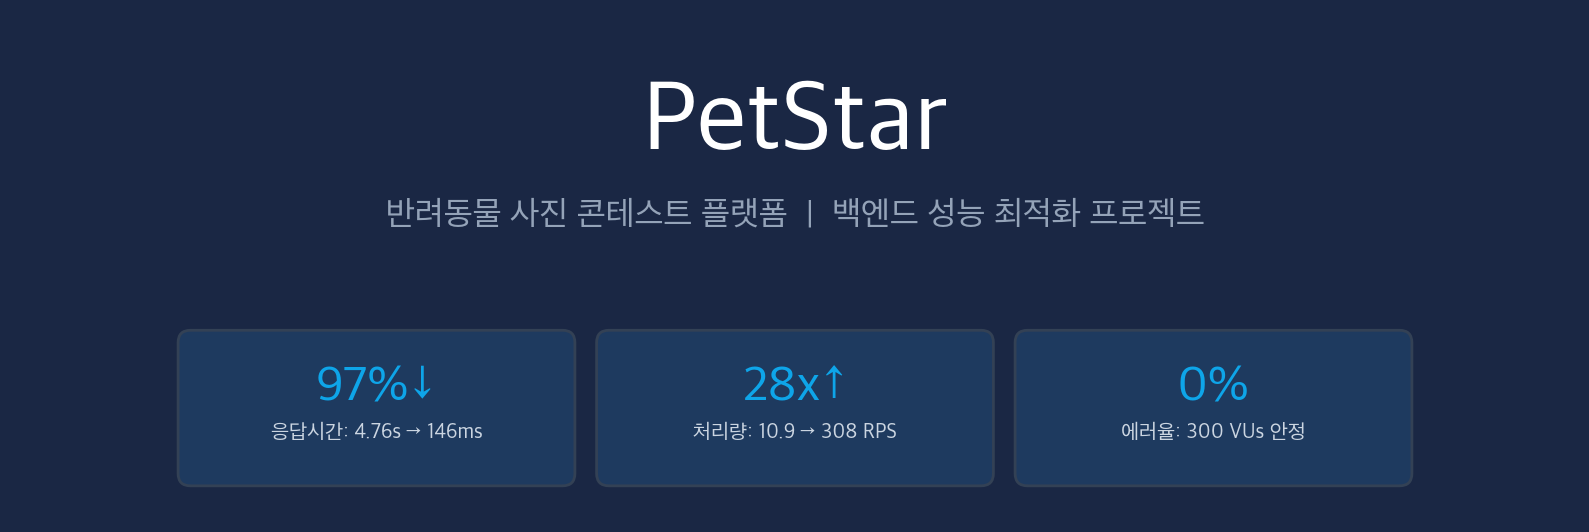 PetStar
반려동물 사진 콘테스트 플랫폼 | 백엔드 성능 최적화 프로젝트
97%↓
응답시간: 4.76s → 146ms
28x↑
처리량: 10.9 → 308 RPS
0%
에러율: 300 VUs 안정